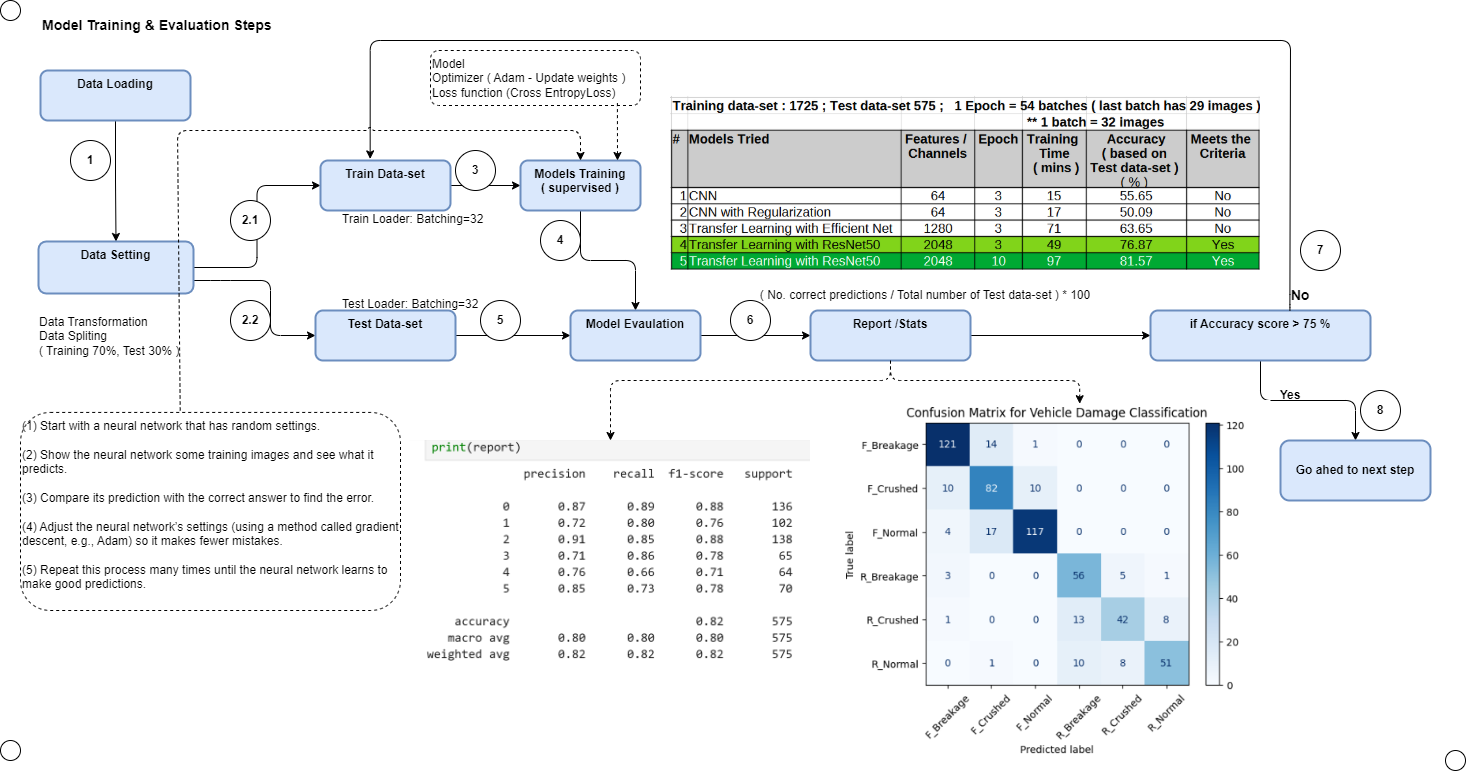 Model Training & Evaluation Steps
Data Loading
1
Data Setting
Data Transformation
Data Spliting
( Training 70%, Test 30% )
2.1
2.2
Train Data-set
Train Loader: Batching=32
3
Model
Optimizer ( Adam - Update weights )
Loss function (Cross EntropyLoss)
Models Training
( supervised )
4
Test Loader: Batching=32
Test Data-set
5
Model Evaulation
6
( No. correct predictions / Total number of Test data-set ) * 100
Report /Stats
if Accuracy score > 75 %
No
7
Yes
8
Go ahed to next step
Training data-set : 1725 ; Test data-set 575 ; 1 Epoch = 54 batches ( last batch has 29 images )
** 1 batch = 32 images
# Models Tried Features / Channels Epoch Training Time ( mins ) Accuracy ( based on Test data-set ) ( % ) Meets the Criteria
1 CNN 64 3 15 55.65 No
2 CNN with Regularization 64 3 17 50.09 No
3 Transfer Learning with Efficient Net 1280 3 71 63.65 No
4 Transfer Learning with ResNet50 2048 3 49 76.87 Yes
5 Transfer Learning with ResNet50 2048 10 97 81.57 Yes
(1) Start with a neural network that has random settings.
(2) Show the neural network some training images and see what it
predicts.
(3) Compare its prediction with the correct answer to find the error.
(4) Adjust the neural network's settings (using a method called gradient
descent, e.g., Adam) so it makes fewer mistakes.
(5) Repeat this process many times until the neural network learns to
make good predictions.
print(report)
precision recall f1-score support
0 0.87 0.89 0.88 136
1 0.72 0.80 0.76 102
2 0.91 0.85 0.88 138
3 0.71 0.86 0.78 65
4 0.76 0.66 0.71 64
5 0.85 0.73 0.78 70
accuracy 0.82 575
macro avg 0.80 0.80 0.80 575
weighted avg 0.82 0.82 0.82 575
Confusion Matrix for Vehicle Damage Classification
True label
F_Breakage 121 14 1 0 0 0
F_Crushed 10 82 10 0 0 0
F_Normal 4 17 117 0 0 0
R_Breakage 3 0 0 56 5 1
R_Crushed 1 0 0 13 42 8
R_Normal 0 1 0 10 8 51
F_Breakage F_Crushed F_Normal R_Breakage R_Crushed R_Normal
Predicted label
120
100
80
60
40
20
0